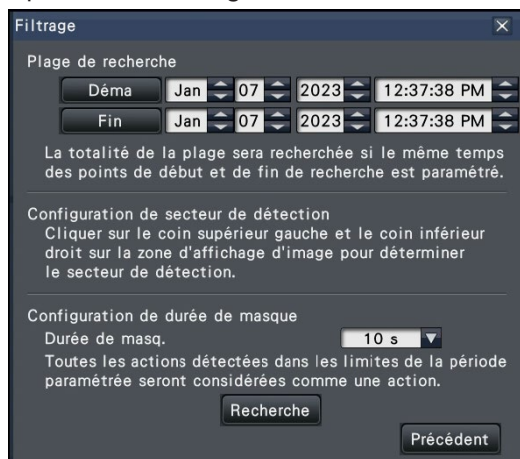 Filtrage
Plage de recherche
Déma Jan 07 2023 12:37:38 PM
Fin Jan 07 2023 12:37:38 PM
La totalité de la plage sera recherchée si le même temps
des points de début et de fin de recherche est paramétré.
Configuration de secteur de détection
Cliquer sur le coin supérieur gauche et le coin inférieur
droit sur la zone d'affichage d'image pour déterminer
le secteur de détection.
Configuration de durée de masque
Durée de masq. 10 s
Toutes les actions détectées dans les limites de la période
paramétrée seront considérées comme une action.
Recherche
Précédent